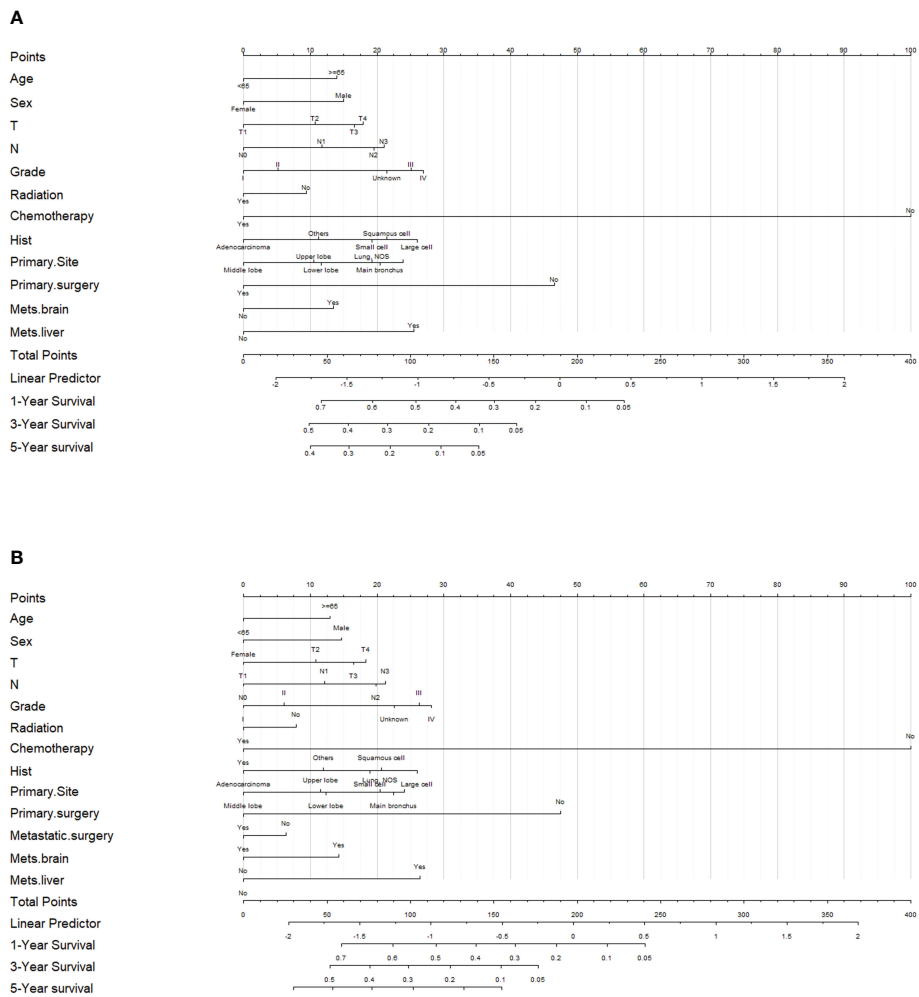 A
Points 0 10 20 30 40 50 60 70 80 90 100
Age <65 >=65
Sex Female Male
T T1 T2 T3 T4
N N0 N1 N2 N3
Grade I II Unknown III IV
Radiation Yes No
Chemotherapy Yes No
Hist Adenocarcinoma Others Small cell Squamous cell Large cell
Primary.Site Middle lobe Upper lobe Lower lobe Lung, NOS Main bronchus
Primary.surgery Yes No
Mets.brain No Yes
Mets.liver No Yes
Total Points 0 50 100 150 200 250 300 350 400
Linear Predictor -2 -1.5 -1 -0.5 0 0.5 1 1.5 2
1-Year Survival 0.7 0.6 0.5 0.4 0.3 0.2 0.1 0.05
3-Year Survival 0.5 0.4 0.3 0.2 0.1 0.05
5-Year survival 0.4 0.3 0.2 0.1 0.05
B
Points 0 10 20 30 40 50 60 70 80 90 100
Age <65 >=65
Sex Female Male
T T1 T2 T3 T4
N N0 N1 N2 N3
Grade I II Unknown III IV
Radiation Yes No
Chemotherapy Yes No
Hist Adenocarcinoma Others Small cell Squamous cell Large cell
Primary.Site Middle lobe Upper lobe Lower lobe Lung, NOS Main bronchus
Primary.surgery Yes No
Metastatic.surgery Yes No
Mets.brain No Yes
Mets.liver No Yes
Total Points 0 50 100 150 200 250 300 350 400
Linear Predictor -2 -1.5 -1 -0.5 0 0.5 1 1.5 2
1-Year Survival 0.7 0.6 0.5 0.4 0.3 0.2 0.1 0.05
3-Year Survival 0.5 0.4 0.3 0.2 0.1 0.05
5-Year survival